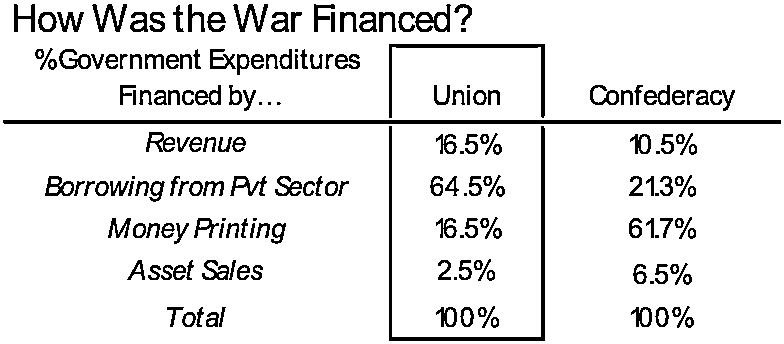 How Was the War Financed?
%Government Expenditures
Financed by… Union Confederacy
Revenue 16.5% 10.5%
Borrowing from Pvt Sector 64.5% 21.3%
Money Printing 16.5% 61.7%
Asset Sales 2.5% 6.5%
Total 100% 100%